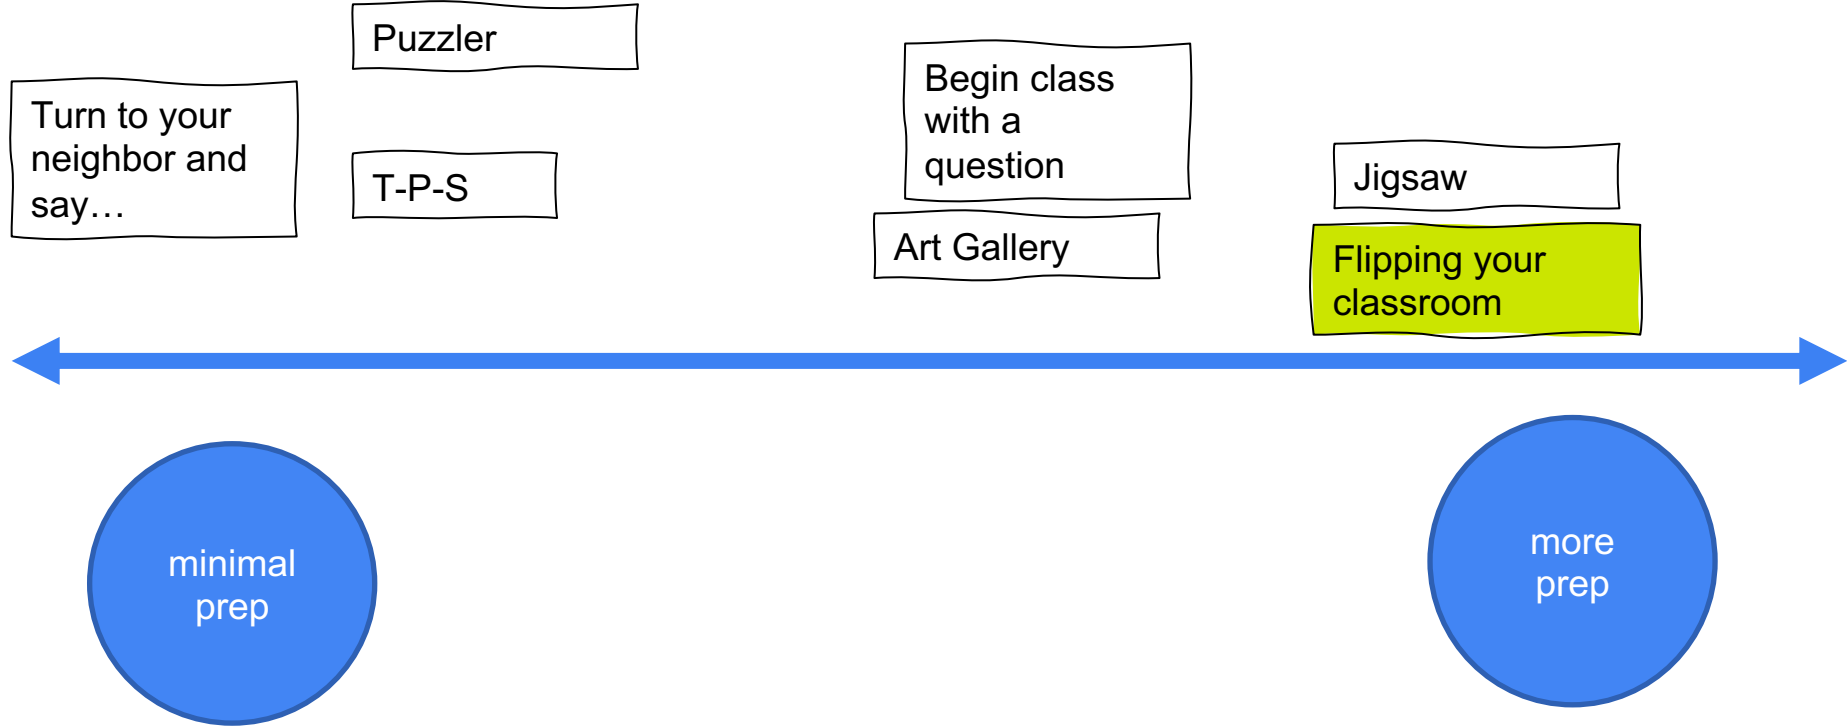 Puzzler
Turn to your
neighbor and
say…
T-P-S
Begin class
with a
question
Art Gallery
Jigsaw
Flipping your
classroom
minimal
prep
more
prep